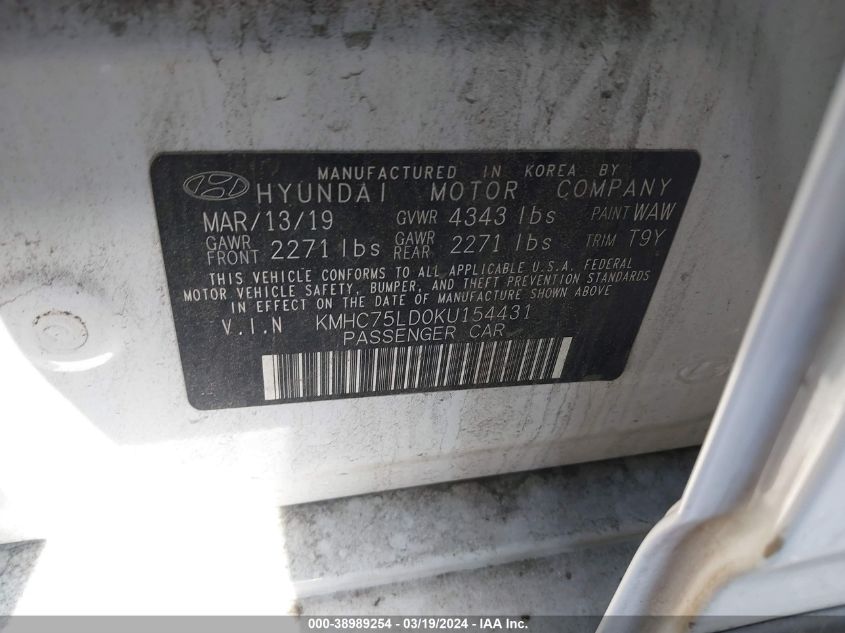 MANUFACTURED IN KOREA BY
HYUNDAI MOTOR COMPANY
MAR/13/19 GVWR 4343 lbs PAINT WAW
GAWR FRONT 2271 lbs GAWR REAR 2271 lbs TRIM T9Y
THIS VEHICLE CONFORMS TO ALL APPLICABLE U.S.A. FEDERAL
MOTOR VEHICLE SAFETY, BUMPER, AND THEFT PREVENTION STANDARDS
IN EFFECT ON THE DATE OF MANUFACTURE SHOWN ABOVE
V.I.N KMHC75LD0KU154431
PASSENGER CAR
000-38989254 - 03/19/2024 - IAA Inc.